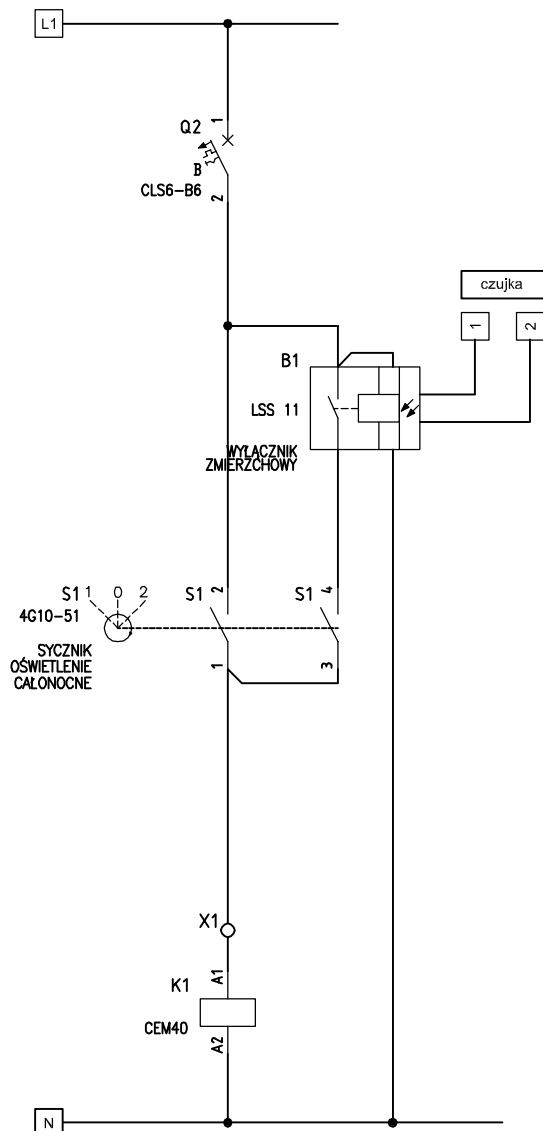 L1
1
Q2
B
CLS6-B6
2
czujka
1
2
B1
LSS 11
WYŁĄCZNIK
ZMIERZCHOWY
S1 1 0 2
4G10-51
SYCZNIK
OŚWIETLENIE
CAŁONOCNE
S1
2
S1
4
1
3
X1
A1
K1
CEM40
A2
N